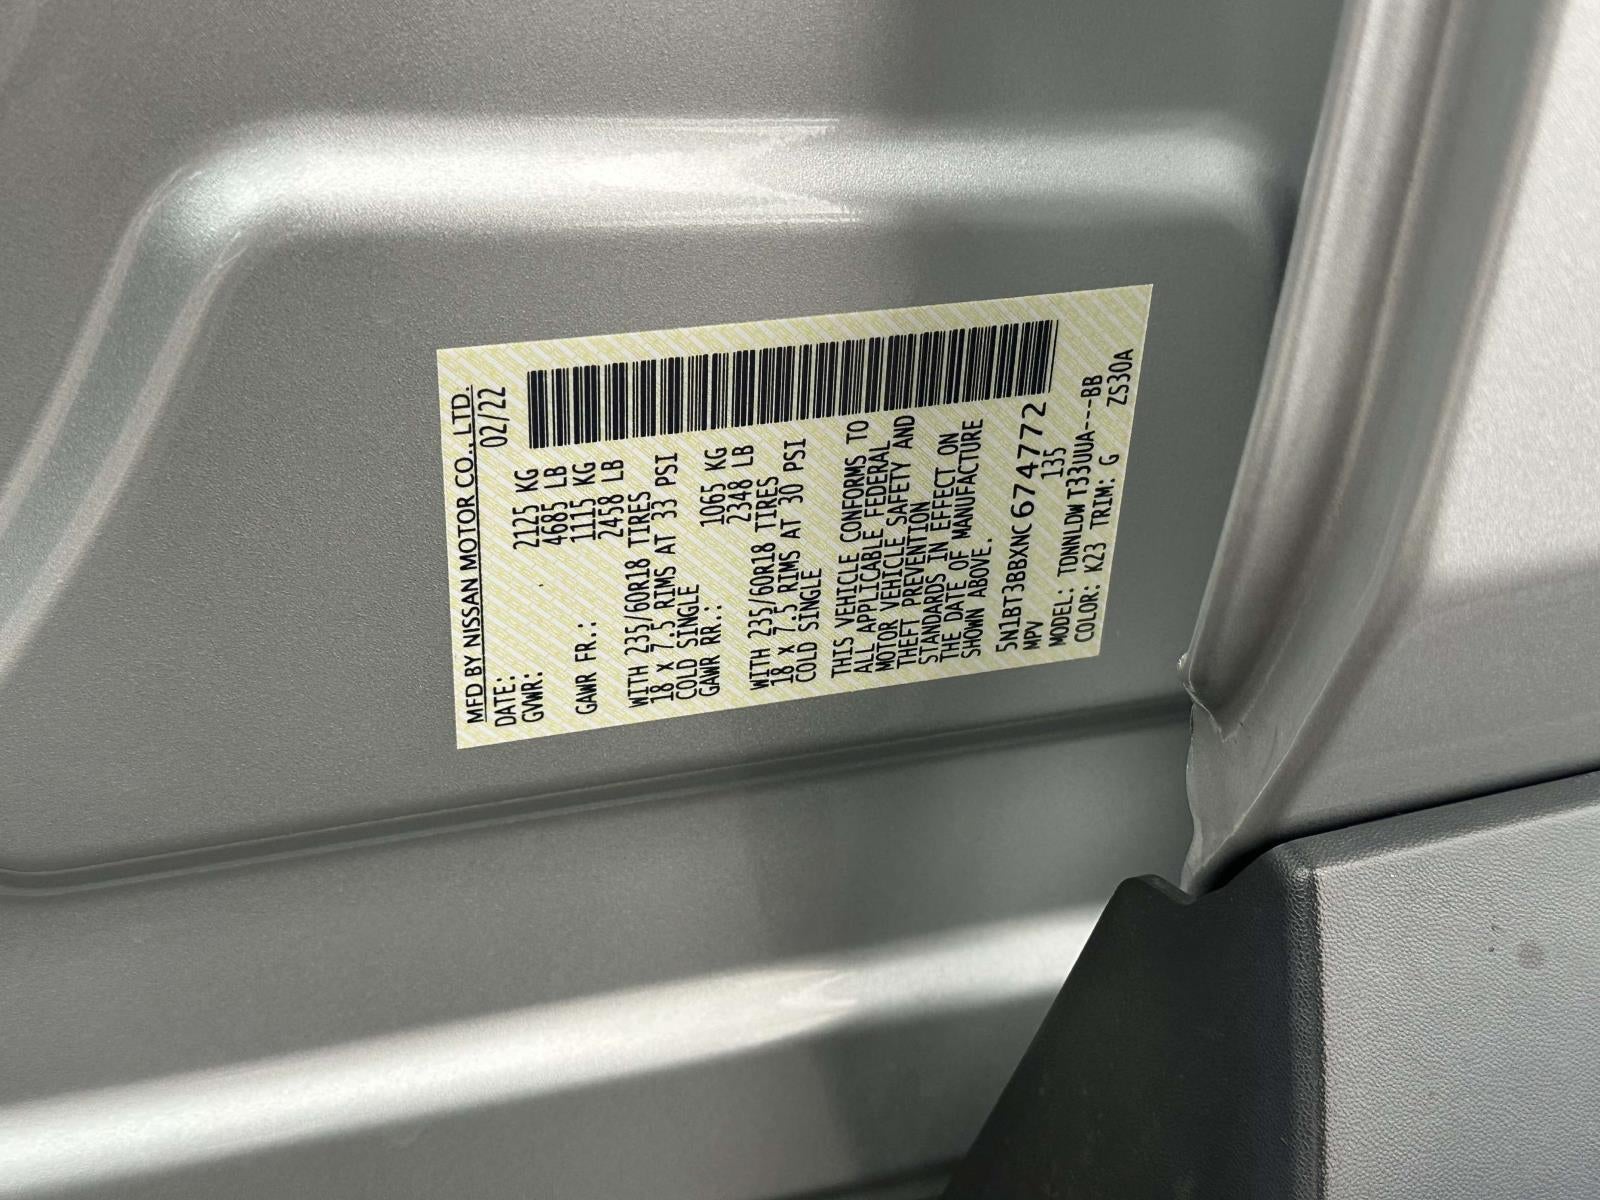 MFD BY NISSAN MOTOR CO., LTD.
DATE: 02/22
GVWR: 2125 KG
4685 LB
GAWR FR.: 1115 KG
2458 LB
WITH 235/60R18 TIRES
18 x 7.5 RIMS AT 33 PSI
COLD SINGLE
GAWR RR.: 1065 KG
2348 LB
WITH 235/60R18 TIRES
18 x 7.5 RIMS AT 30 PSI
COLD SINGLE
THIS VEHICLE CONFORMS TO
ALL APPLICABLE FEDERAL
MOTOR VEHICLE SAFETY AND
THEFT PREVENTION
STANDARDS IN EFFECT ON
THE DATE OF MANUFACTURE
SHOWN ABOVE.
5N1BT3BBXNC674772
MPV 135
MODEL: TDNNLDWT33UUA---BB
COLOR: K23 TRIM: G ZS30A